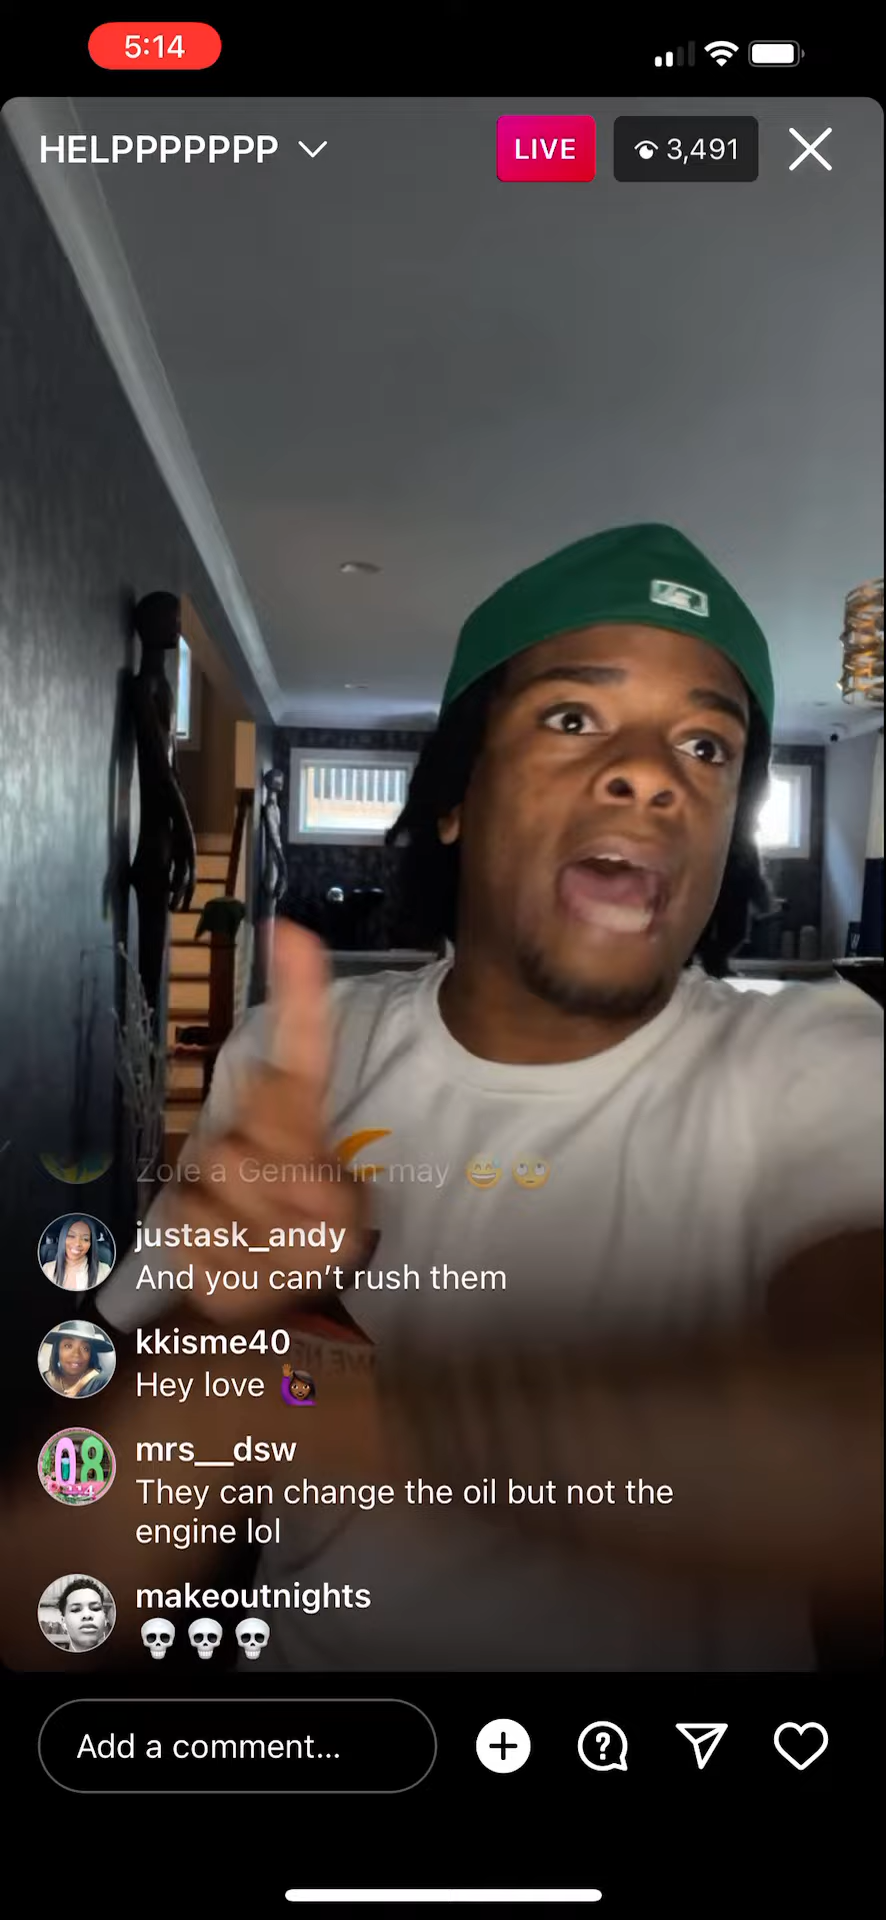 5:14
HELPPPPPPP
LIVE
3,491
Zoie a Gemini in may 😅 🙄
justask_andy
And you can’t rush them
kkisme40
Hey love 🙋🏾‍♀️
mrs__dsw
They can change the oil but not the
engine lol
makeoutnights
💀 💀 💀
Add a comment...